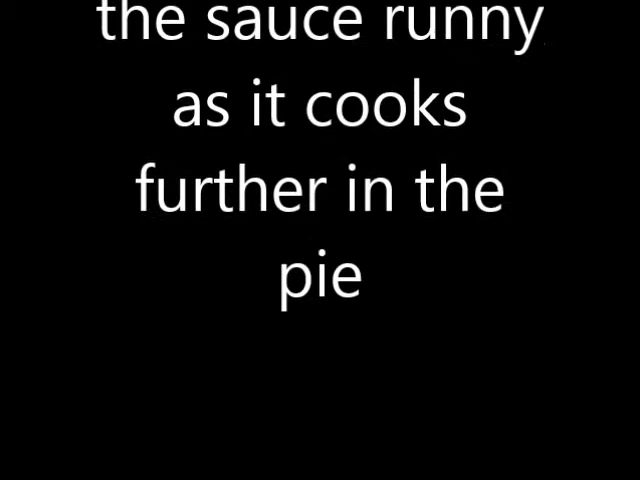 the sauce runny
as it cooks
further in the
pie